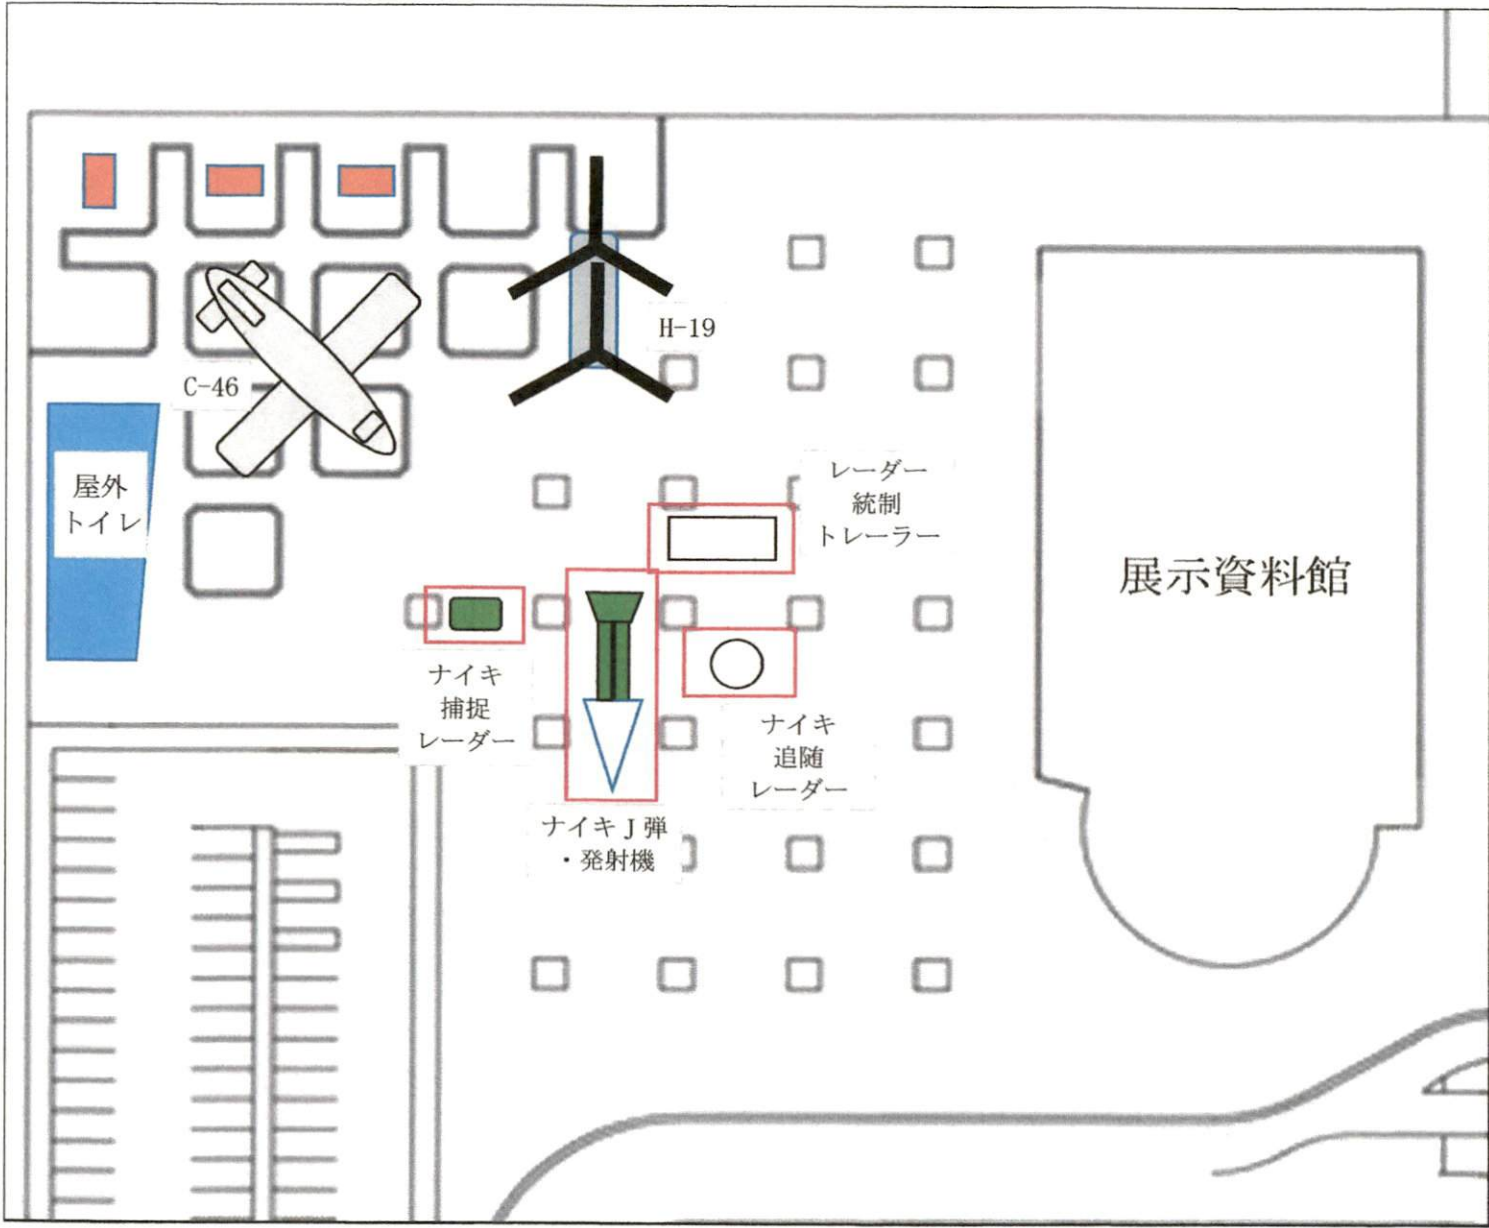 H-19
C-46
レーダー
統制
トレーラー
屋外
トイレ
展示資料館
ナイキ
捕捉
レーダー
ナイキ
追随
レーダー
ナイキJ弾
・発射機